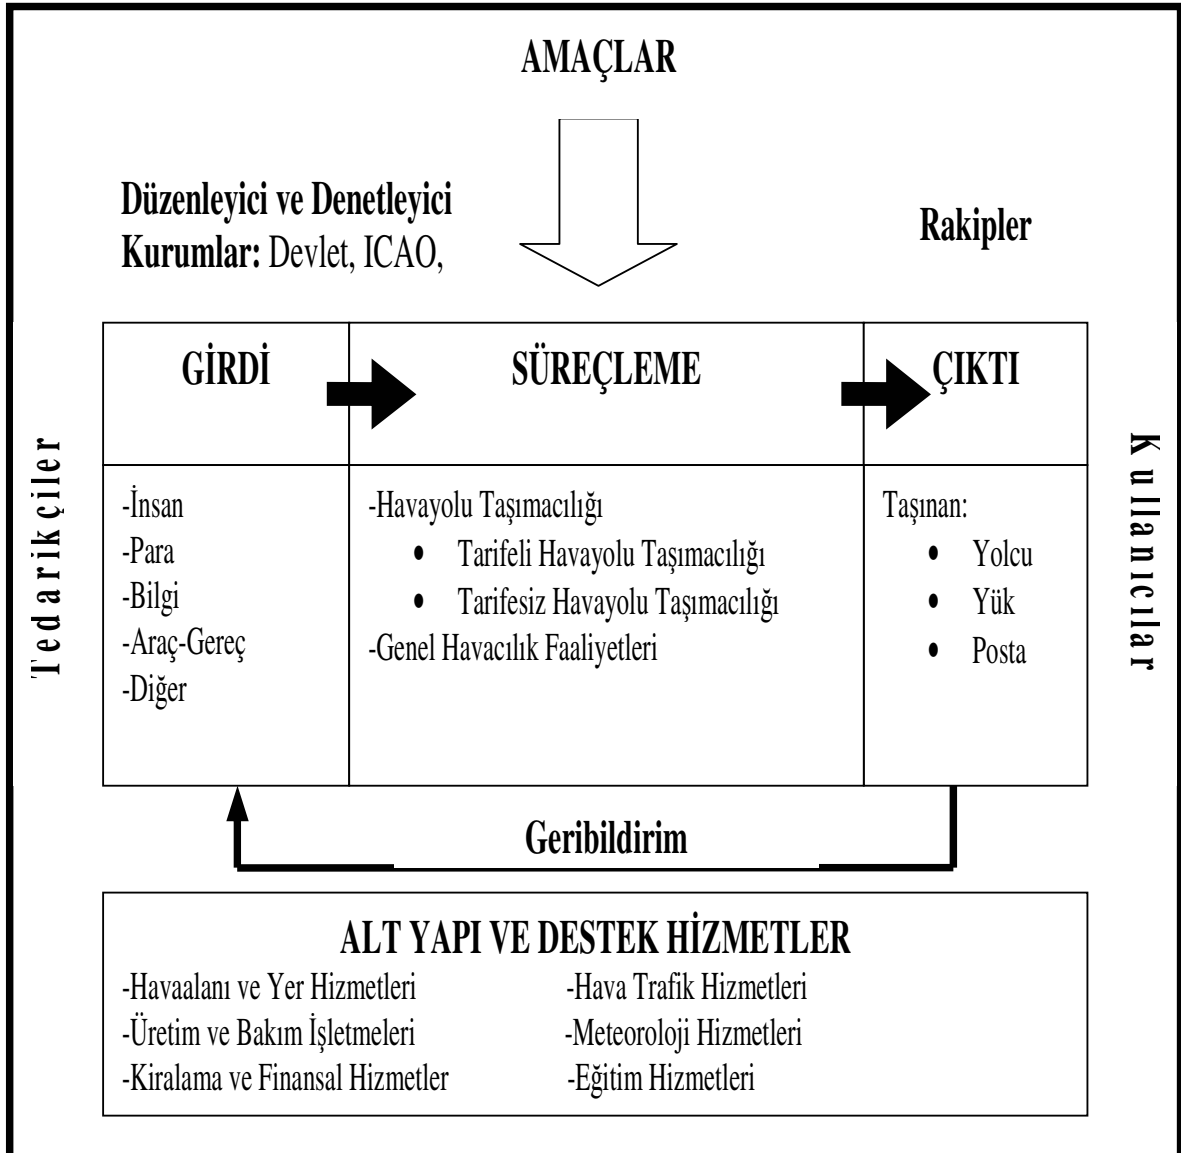 AMAÇLAR
Düzenleyici ve Denetleyici
Kurumlar: Devlet, ICAO,
Rakipler
Tedarikçiler
GİRDİ
SÜREÇLEME
ÇIKTI
-İnsan
-Para
-Bilgi
-Araç-Gereç
-Diğer
-Havayolu Taşımacılığı
• Tarifeli Havayolu Taşımacılığı
• Tarifesiz Havayolu Taşımacılığı
-Genel Havacılık Faaliyetleri
Taşınan:
• Yolcu
• Yük
• Posta
Kullanıcılar
Geribildirim
ALT YAPI VE DESTEK HİZMETLER
-Havaalanı ve Yer Hizmetleri
-Üretim ve Bakım İşletmeleri
-Kiralama ve Finansal Hizmetler
-Hava Trafik Hizmetleri
-Meteoroloji Hizmetleri
-Eğitim Hizmetleri